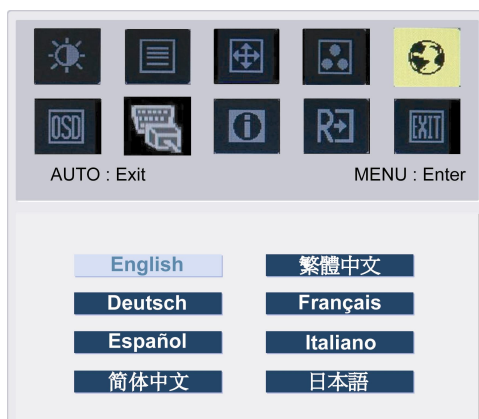 OSD
R
EXIT
AUTO : Exit
MENU : Enter
English
繁體中文
Deutsch
Français
Español
Italiano
简体中文
日本語